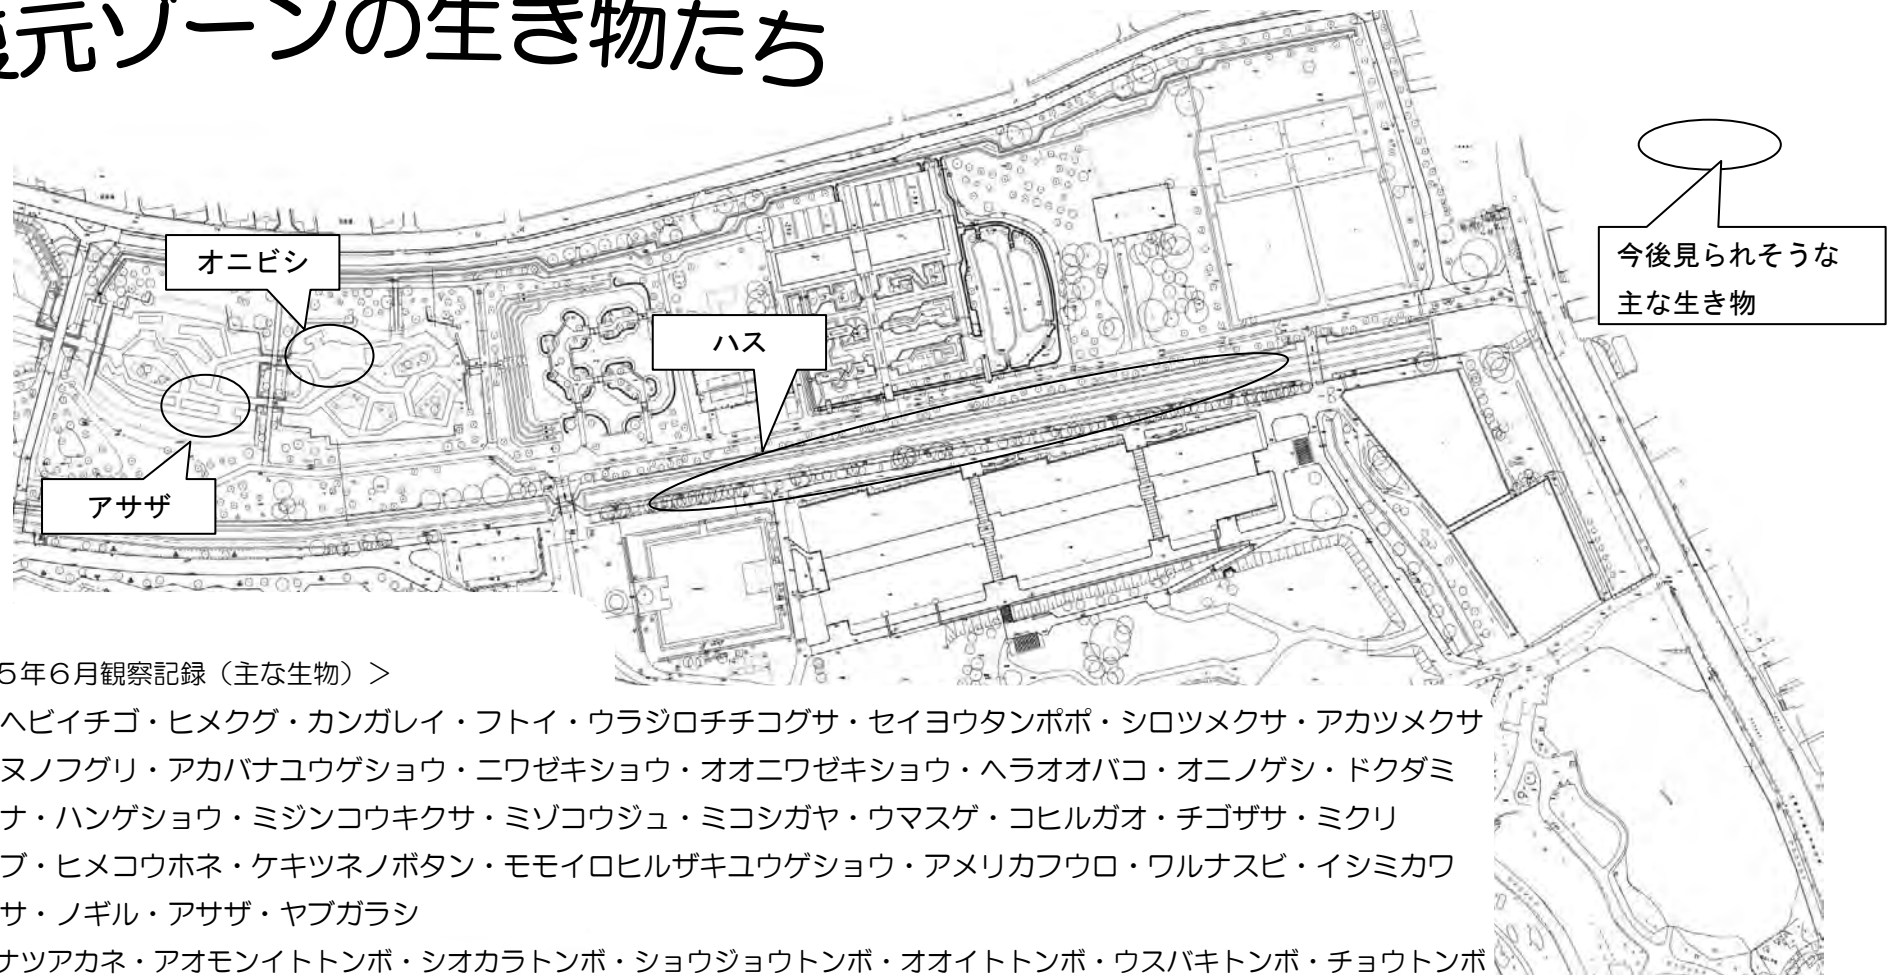 元ゾーンの生き物たち
オニビシ
ハス
アサザ
今後見られそうな
主な生き物
5年6月観察記録（主な生物）＞
ヘビイチゴ・ヒメクグ・カンガレイ・フトイ・ウラジロチチコグサ・セイヨウタンポポ・シロツメクサ・アカツメクサ
ヌノフグリ・アカバナユウゲショウ・ニワゼキショウ・オオニワゼキショウ・ヘラオオバコ・オニノゲシ・ドクダミ
ナ・ハンゲショウ・ミジンコウキクサ・ミゾコウジュ・ミコシガヤ・ウマスゲ・コヒルガオ・チゴザサ・ミクリ
ブ・ヒメコウホネ・ケキツネノボタン・モモイロヒルザキユウゲショウ・アメリカフウロ・ワルナスビ・イシミカワ
サ・ノギル・アサザ・ヤブガラシ
ナツアカネ・アオモンイトトンボ・シオカラトンボ・ショウジョウトンボ・オオイトトンボ・ウスバキトンボ・チョウトンボ